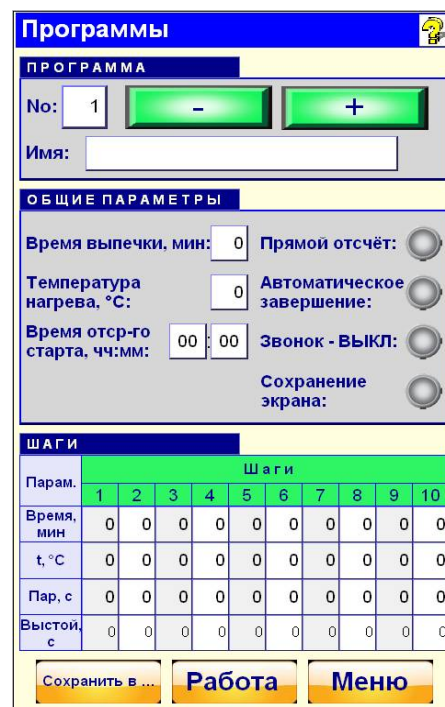 Программы
ПРОГРАММА
No: 1 - +
Имя:
ОБЩИЕ ПАРАМЕТРЫ
Время выпечки, мин: 0 Прямой отсчёт:
Температура нагрева, °C: 0 Автоматическое завершение:
Время отср-го старта, чч:мм: 00 : 00 Звонок - ВЫКЛ:
Сохранение экрана:
ШАГИ
Парам. Шаги
1 2 3 4 5 6 7 8 9 10
Время, мин 0 0 0 0 0 0 0 0 0 0
t, °C 0 0 0 0 0 0 0 0 0 0
Пар, с 0 0 0 0 0 0 0 0 0 0
Выстой, с 0 0 0 0 0 0 0 0 0 0
Сохранить в ... Работа Меню